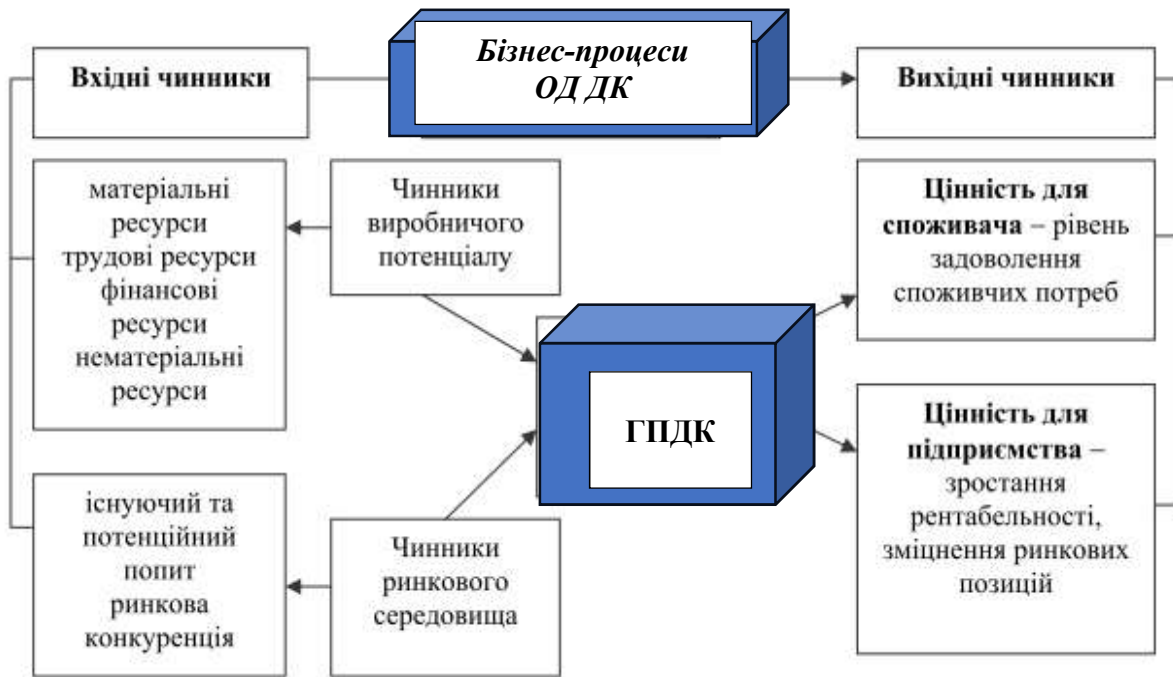 Вхідні чинники
Бізнес-процеси
ОД ДК
Вихідні чинники
матеріальні
ресурси
трудові ресурси
фінансові
ресурси
нематеріальні
ресурси
Чинники
виробничого
потенціалу
Цінність для
споживача – рівень
задоволення
споживчих потреб
ГПДК
Цінність для
підприємства –
зростання
рентабельності,
зміцнення ринкових
позицій
існуючий та
потенційний
попит
ринкова
конкуренція
Чинники
ринкового
середовища